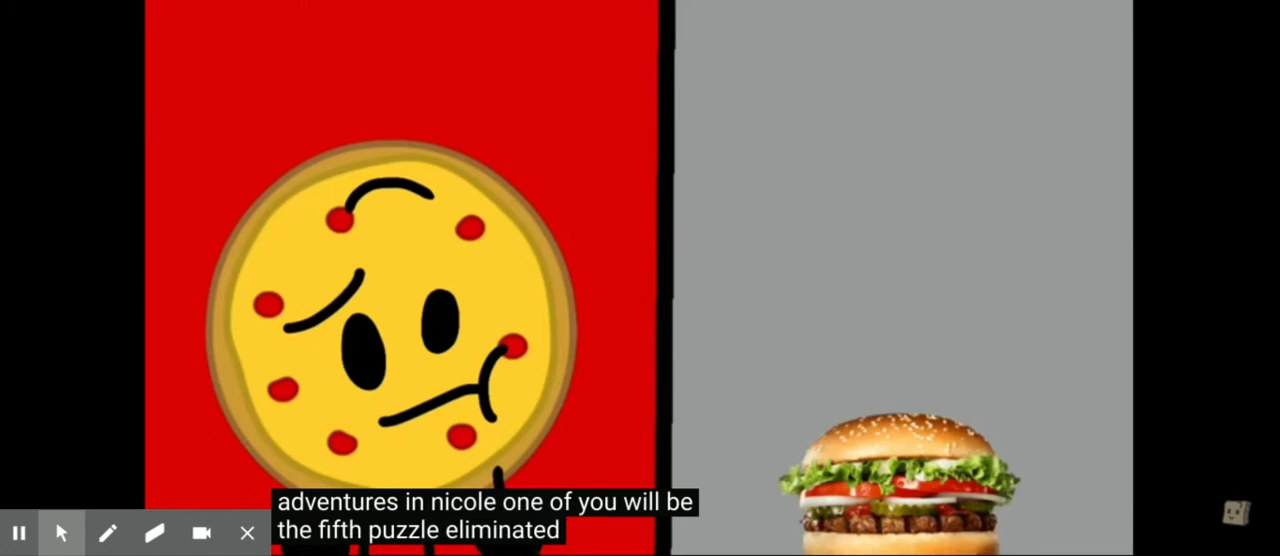 adventures in nicole one of you will be
the fifth puzzle eliminated